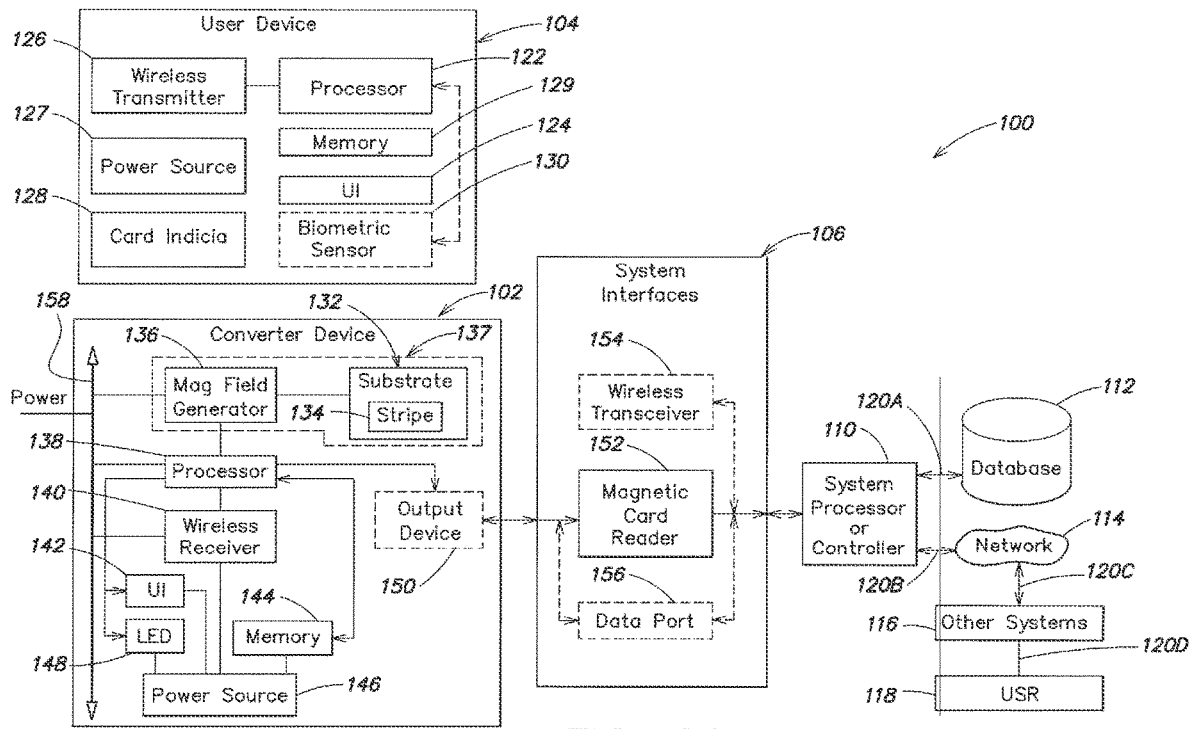 User Device
104
126
Wireless
Transmitter
122
Processor
129
Memory
127
Power Source
124
UI
130
Biometric
Sensor
128
Card Indicia
100
106
System
Interfaces
158
102
Converter Device
136
132
137
Mag Field
Generator
Substrate
134
Stripe
Power
138
Processor
140
Wireless
Receiver
142
UI
144
Memory
LED
148
Power Source
146
Output
Device
150
154
Wireless
Transceiver
152
Magnetic
Card
Reader
156
Data Port
110
System
Processor
or
Controller
120A
112
Database
114
Network
120B
120C
116
Other Systems
120D
118
USR